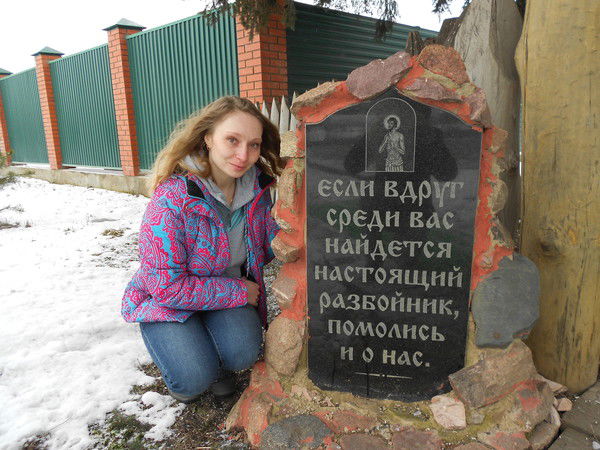 ЕСЛИ ВДРУГ
СРЕДИ ВАС
НАЙДЕТСЯ
НАСТОЯЩИЙ
РАЗБОЙНИК,
ПОМОЛИСЬ
И О НАС.